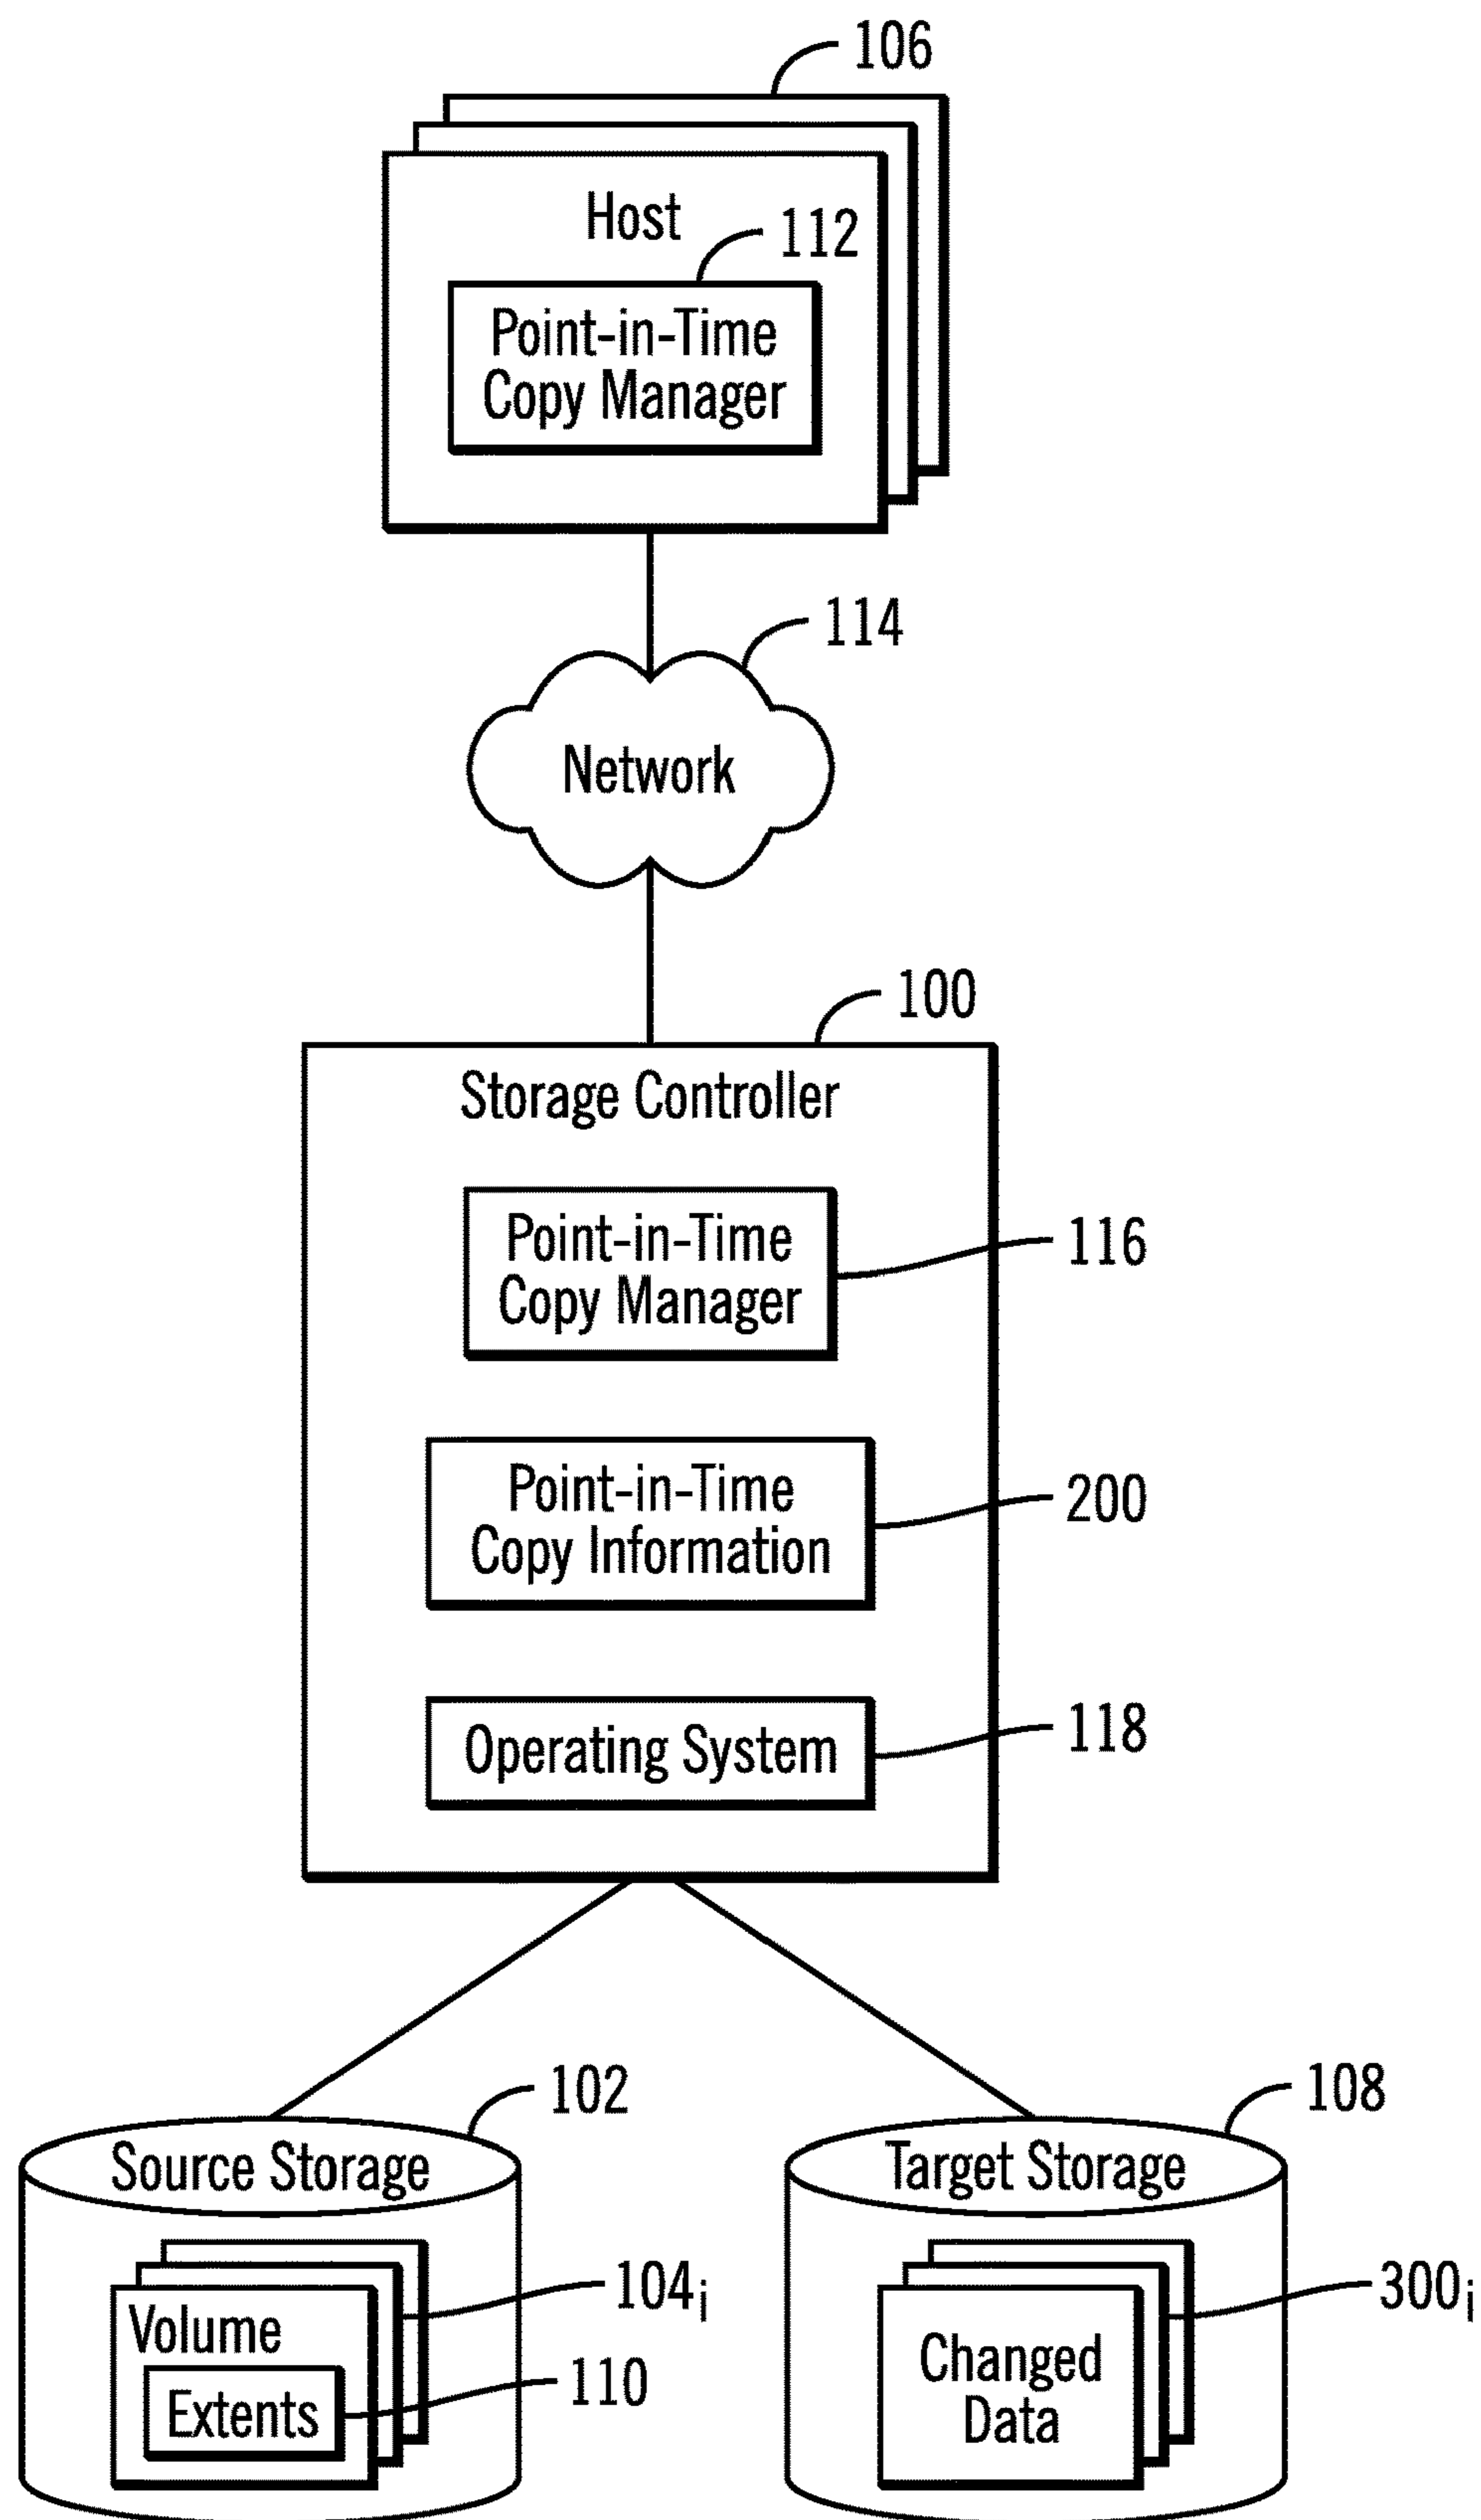 106
Host
112
Point-in-Time
Copy Manager
114
Network
100
Storage Controller
Point-in-Time
Copy Manager
116
Point-in-Time
Copy Information
200
Operating System
118
102
Source Storage
108
Target Storage
Volume
104i
Extents
110
Changed
Data
300i